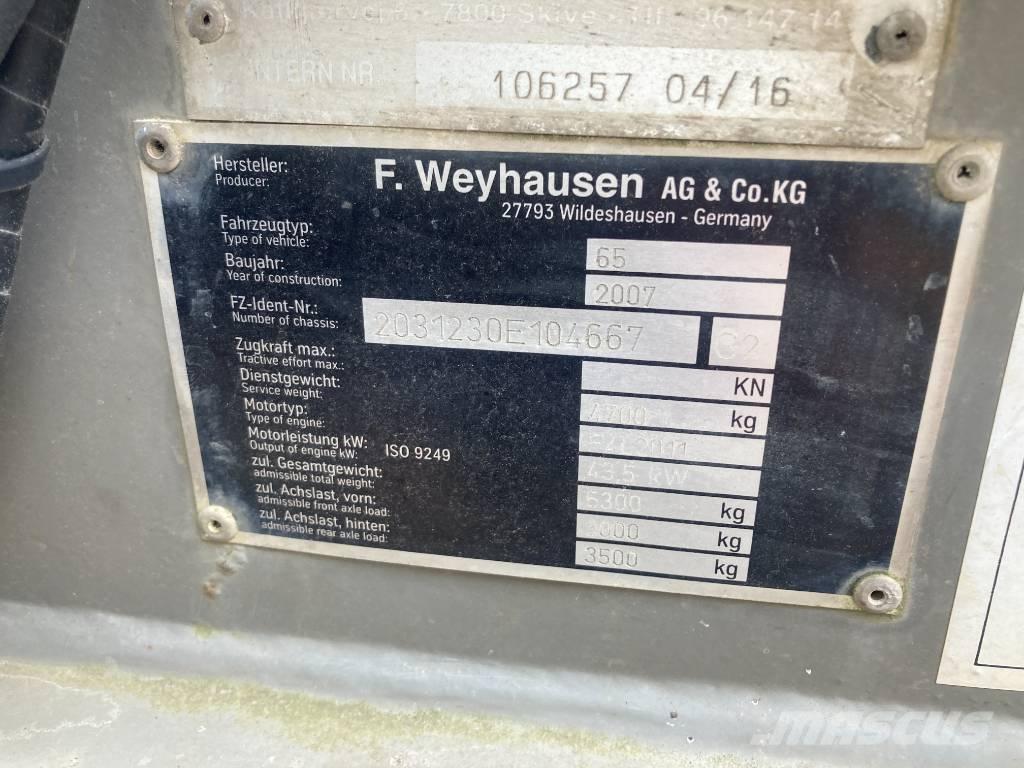 7800 Skive
INTERN NR 106257 04/16
Hersteller: F. Weyhausen AG & Co.KG
Producer: 27793 Wildeshausen - Germany
Fahrzeugtyp:
Type of vehicle: 65
Baujahr:
Year of construction: 2007
FZ-Ident-Nr.:
Number of chassis: 2031230E104667
Zugkraft max.:
Tractive effort max.: KN
Dienstgewicht:
Service weight: kg
Motortyp:
Type of engine:
Motorleistung kW: ISO 9249
Output of engine kW: 43.5 kW
zul. Gesamtgewicht:
admissible total weight: kg
zul. Achslast, vorn:
admissible front axle load: kg
zul. Achslast, hinten:
admissible rear axle load: 3500 kg
MASCUS